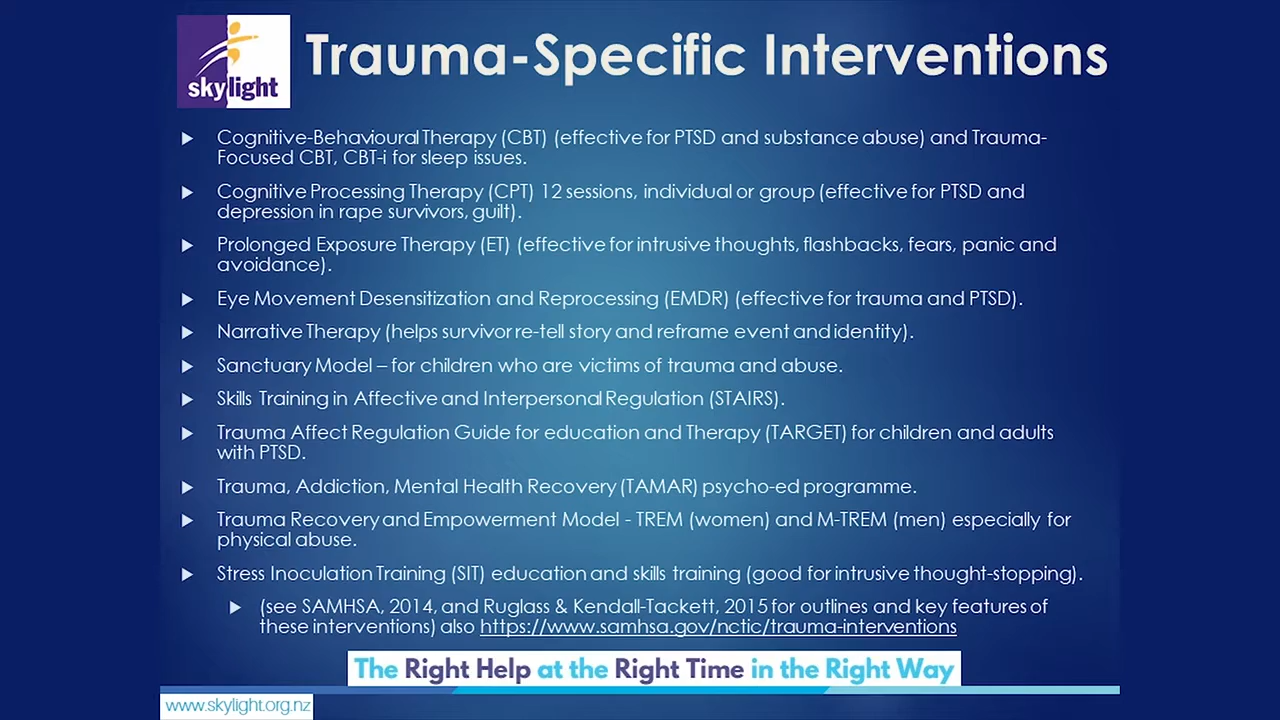 skylight
Trauma-Specific Interventions
Cognitive-Behavioural Therapy (CBT) (effective for PTSD and substance abuse) and Trauma-
Focused CBT, CBT-i for sleep issues.
Cognitive Processing Therapy (CPT) 12 sessions, individual or group (effective for PTSD and
depression in rape survivors, guilt).
Prolonged Exposure Therapy (ET) (effective for intrusive thoughts, flashbacks, fears, panic and
avoidance).
Eye Movement Desensitization and Reprocessing (EMDR) (effective for trauma and PTSD).
Narrative Therapy (helps survivor re-tell story and reframe event and identity).
Sanctuary Model – for children who are victims of trauma and abuse.
Skills Training in Affective and Interpersonal Regulation (STAIRS).
Trauma Affect Regulation Guide for education and Therapy (TARGET) for children and adults
with PTSD.
Trauma, Addiction, Mental Health Recovery (TAMAR) psycho-ed programme.
Trauma Recovery and Empowerment Model - TREM (women) and M-TREM (men) especially for
physical abuse.
Stress Inoculation Training (SIT) education and skills training (good for intrusive thought-stopping).
(see SAMHSA, 2014, and Ruglass & Kendall-Tackett, 2015 for outlines and key features of
these interventions) also https://www.samhsa.gov/nctic/trauma-interventions
The Right Help at the Right Time in the Right Way
www.skylight.org.nz